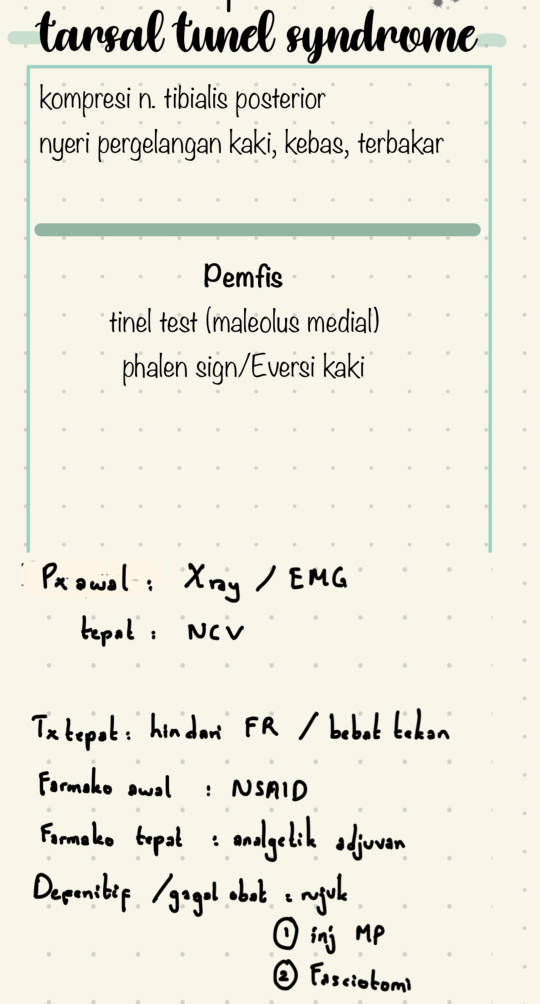 tarsal tunel syndrome
kompresi n. tibialis posterior
nyeri pergelangan kaki, kebas, terbakar
Pemfis
tinel test (maleolus medial)
phalen sign/Eversi kaki
Px awal : Xray / EMG
tepat : NCV
Tx tepat : hindari FR / bebat tekan
Farmako awal : NSAID
Farmako tepat : analgetik adjuvan
Depenitif /gagal obat : rujuk
① inj MP
② Fasciotomi